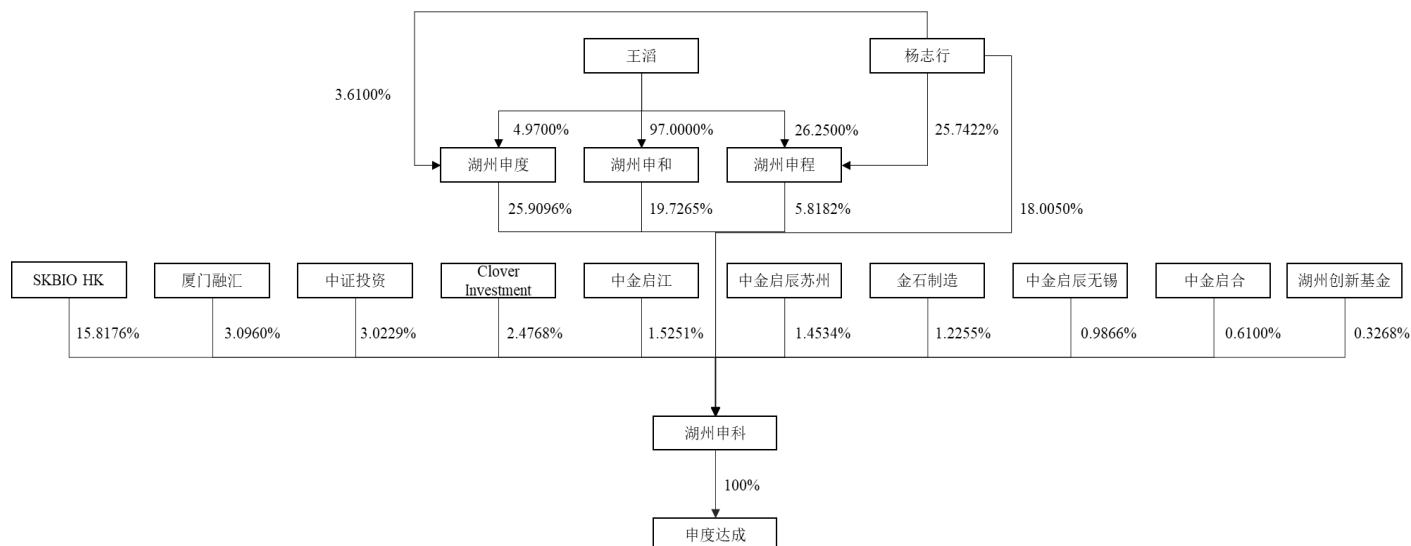 王滔
杨志行
3.6100%
4.9700%
97.0000%
26.2500%
25.7422%
湖州申度
湖州申和
湖州申程
25.9096%
19.7265%
5.8182%
18.0050%
SKBIO HK
厦门融汇
中证投资
Clover
Investment
中金启江
中金启辰苏州
金石制造
中金启辰无锡
中金启合
湖州创新基金
15.8176%
3.0960%
3.0229%
2.4768%
1.5251%
1.4534%
1.2255%
0.9866%
0.6100%
0.3268%
湖州申科
100%
申度达成